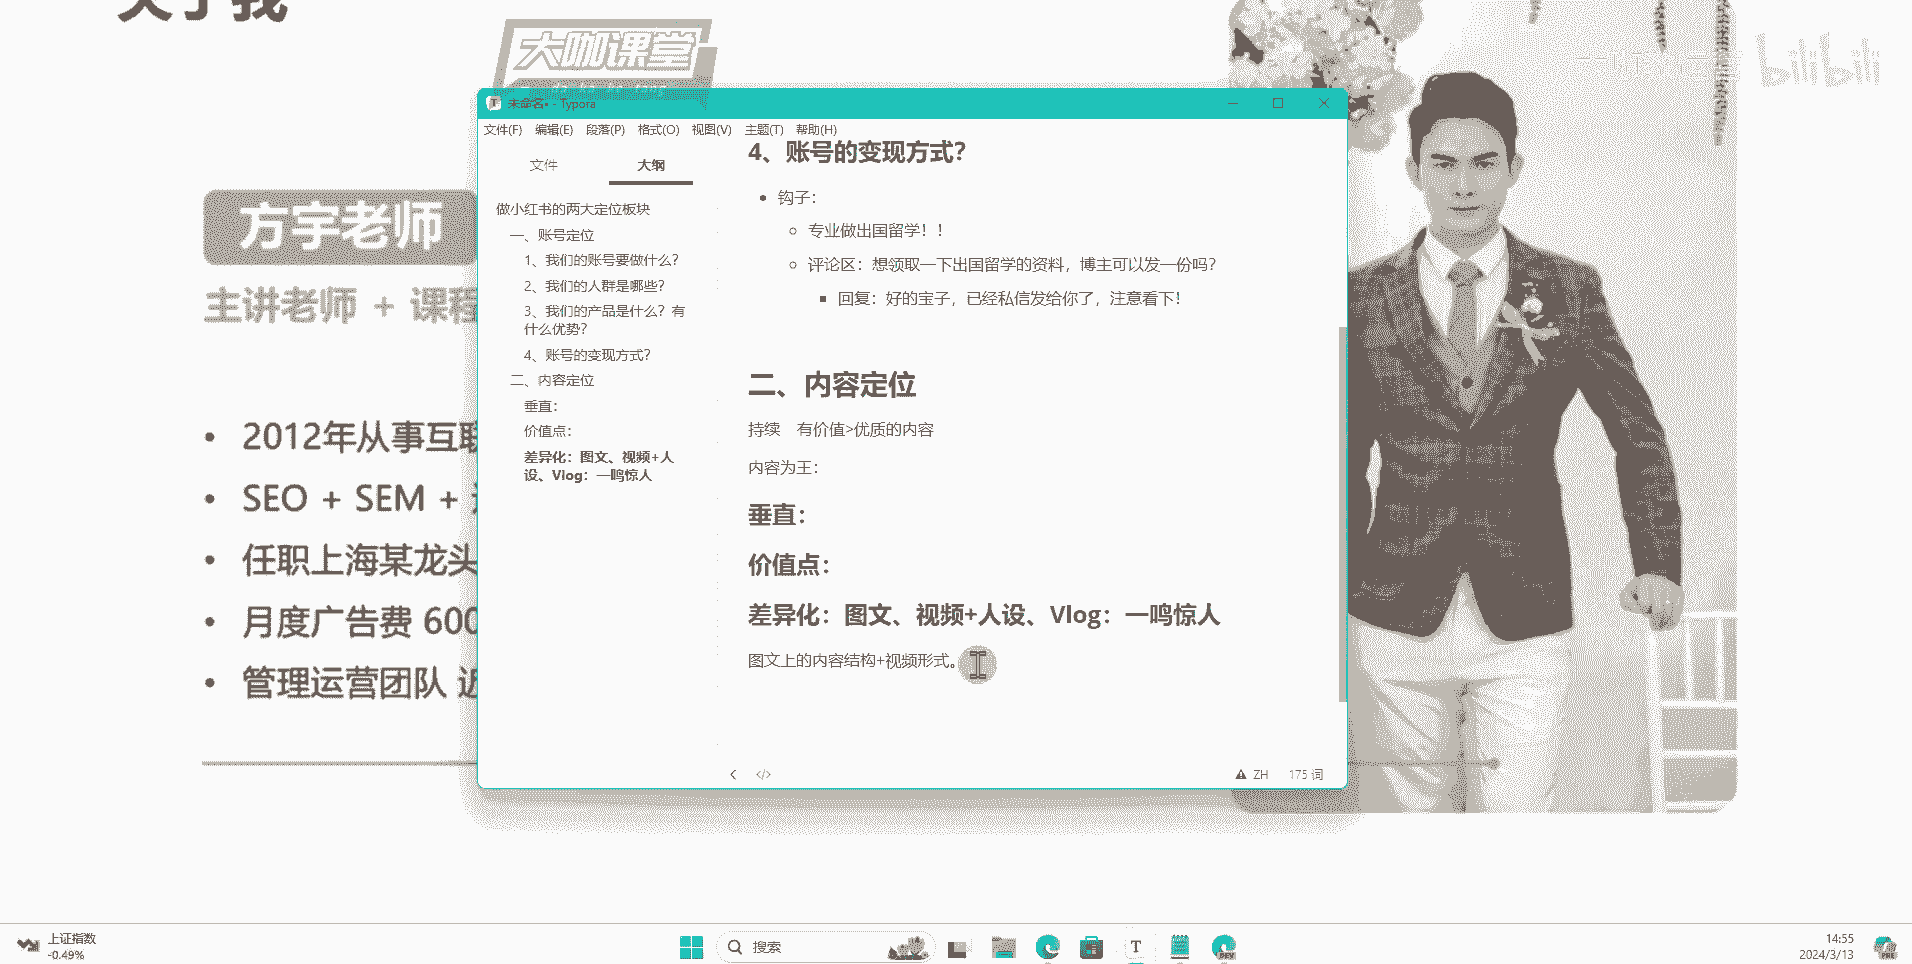 关于我
大咖课堂
bilibili
方宇老师
主讲老师 + 课程
2012年从事互联
SEO + SEM +
任职上海某龙头
月度广告费 600
管理运营团队 近
未命名• - Typora
文件(F) 编辑(E) 段落(P) 格式(O) 视图(V) 主题(T) 帮助(H)
文件 大纲
做小红书的两大定位板块
一、账号定位
1、我们的账号要做什么？
2、我们的人群是哪些？
3、我们的产品是什么？有
什么优势？
4、账号的变现方式？
二、内容定位
垂直：
价值点：
差异化：图文、视频+人
设、Vlog：一鸣惊人
4、账号的变现方式？
钩子：
专业做出国留学！！
评论区：想领取一下出国留学的资料，博主可以发一份吗？
回复：好的宝子，已经私信发给你了，注意看下！
二、内容定位
持续 有价值>优质的内容
内容为王：
垂直：
价值点：
差异化：图文、视频+人设、Vlog：一鸣惊人
图文上的内容结构+视频形式。
ZH 175 词
上证指数
-0.49%
搜索
T
DEV
14:55
2024/3/13
PRE